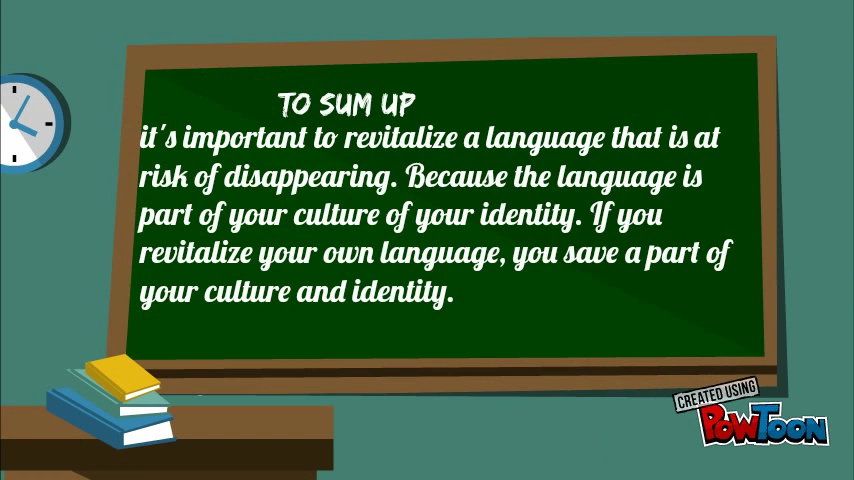 TO SUM UP
it's important to revitalize a language that is at
risk of disappearing. Because the language is
part of your culture of your identity. If you
revitalize your own language, you save a part of
your culture and identity.
CREATED USING
POWTOON